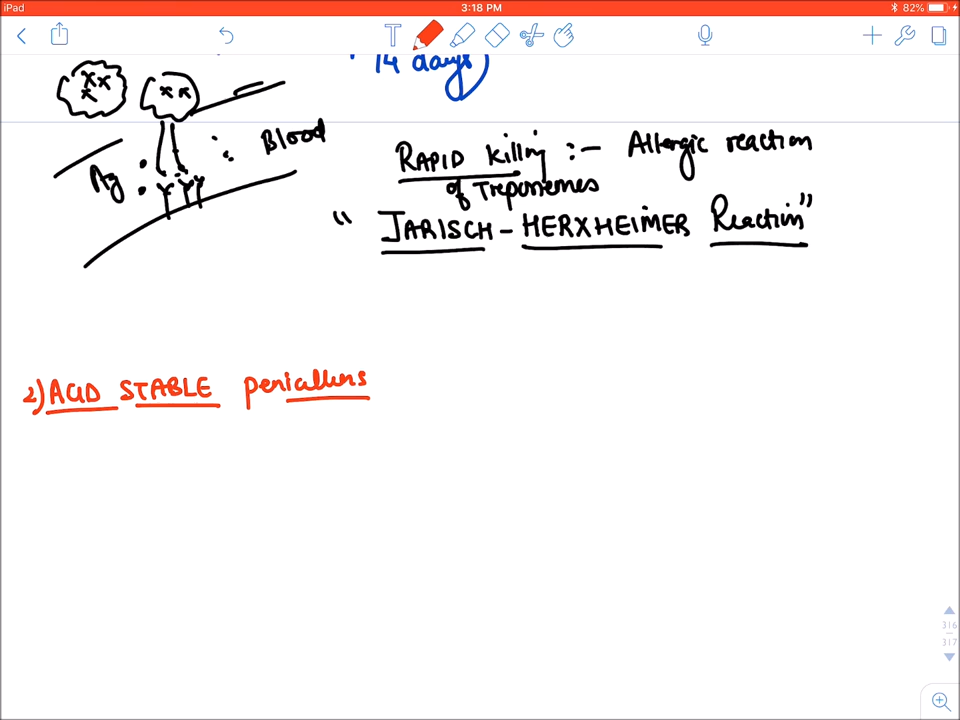 iPad
3:18 PM
82%
T
14 days)
Ag
Blood
RAPID killing :- Allergic reaction
of Treponemes
" JARISCH - HERXHEIMER Reaction"
2) ACID STABLE penicillins
316
317